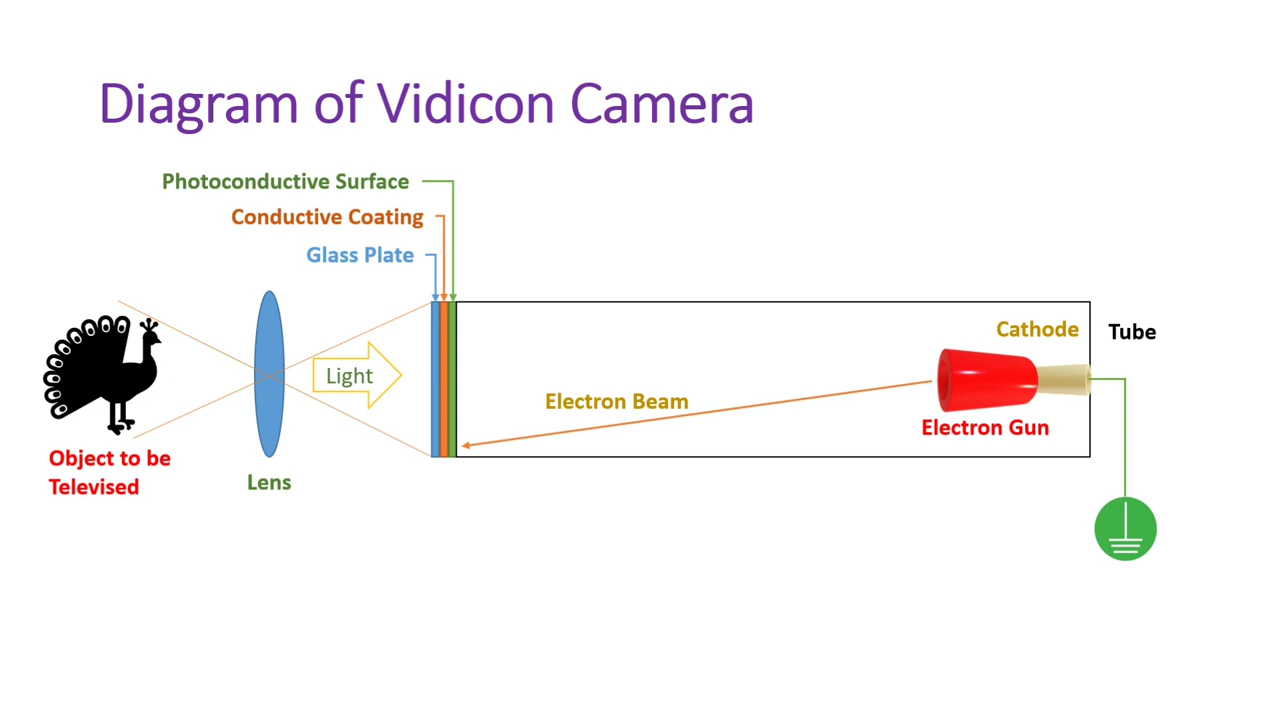 Diagram of Vidicon Camera
Photoconductive Surface
Conductive Coating
Glass Plate
Cathode
Tube
Light
Electron Beam
Electron Gun
Object to be
Televised
Lens